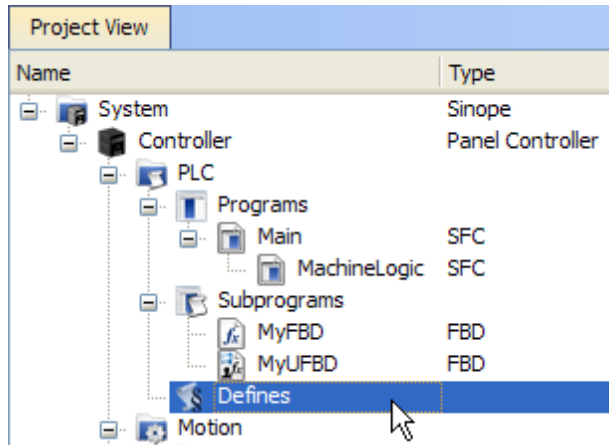 Project View
Name Type
System Sinope
Controller Panel Controller
PLC
Programs
Main SFC
MachineLogic SFC
Subprograms
MyFBD FBD
MyUFBD FBD
Defines
Motion